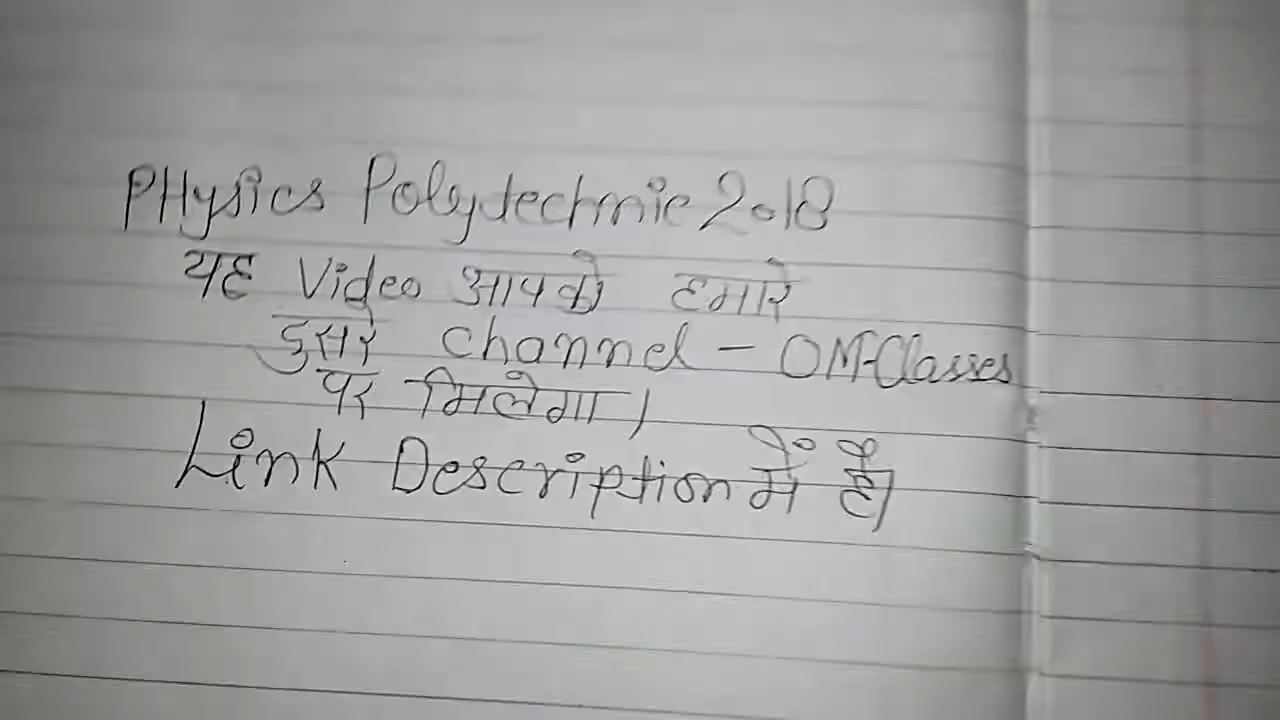 PHysics Polytechnic 2018
यह Video आपको हमारे
दुसरे channel - OM Classes
पर मिलेगा।
Link Description में है।